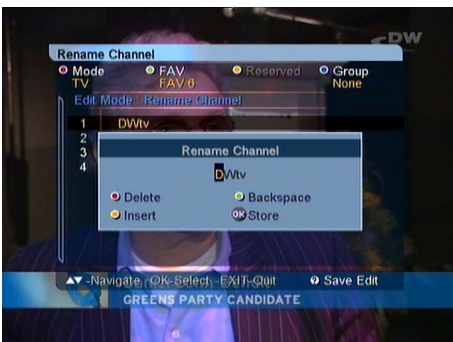 DW
Rename Channel
Mode FAV Reserved Group
TV FAV 6 None
Edit Mode : Rename Channel
1 DWtv
2
3
4
Rename Channel
DWtv
Delete Backspace
Insert OK Store
-Navigate OK-Select EXIT-Quit Save Edit
GREENS PARTY CANDIDATE